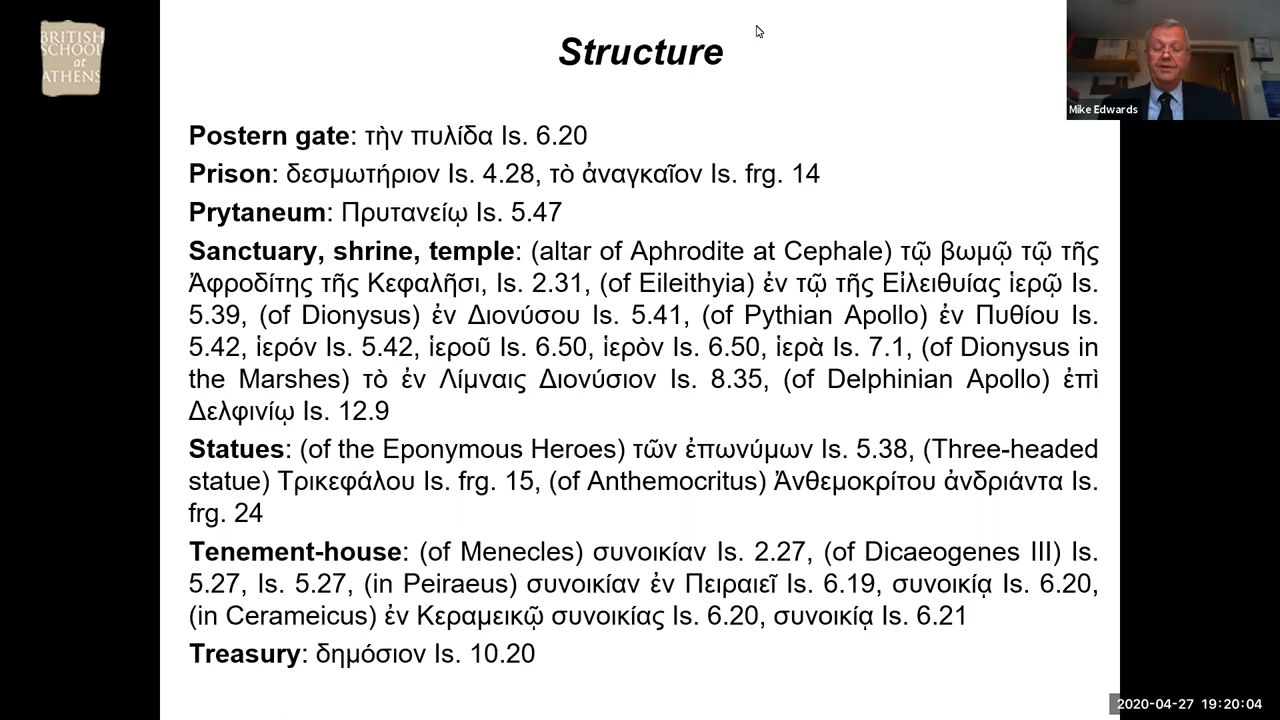 BRITISH
SCHOOL
at
ATHENS
Structure
Mike Edwards
Postern gate: τὴν πυλίδα Is. 6.20
Prison: δεσμωτήριον Is. 4.28, τὸ ἀναγκαῖον Is. frg. 14
Prytaneum: Πρυτανείῳ Is. 5.47
Sanctuary, shrine, temple: (altar of Aphrodite at Cephale) τῷ βωμῷ τῷ τῆς
Ἀφροδίτης τῆς Κεφαλῆσι, Is. 2.31, (of Eileithyia) ἐν τῷ τῆς Εἰλειθυίας ἱερῷ Is.
5.39, (of Dionysus) ἐν Διονύσου Is. 5.41, (of Pythian Apollo) ἐν Πυθίου Is.
5.42, ἱερόν Is. 5.42, ἱεροῦ Is. 6.50, ἱερὸν Is. 6.50, ἱερὰ Is. 7.1, (of Dionysus in
the Marshes) τὸ ἐν Λίμναις Διονύσιον Is. 8.35, (of Delphinian Apollo) ἐπὶ
Δελφινίῳ Is. 12.9
Statues: (of the Eponymous Heroes) τῶν ἐπωνύμων Is. 5.38, (Three-headed
statue) Τρικεφάλου Is. frg. 15, (of Anthemocritus) Ἀνθεμοκρίτου ἀνδριάντα Is.
frg. 24
Tenement-house: (of Menecles) συνοικίαν Is. 2.27, (of Dicaeogenes III) Is.
5.27, Is. 5.27, (in Peiraeus) συνοικίαν ἐν Πειραιεῖ Is. 6.19, συνοικίᾳ Is. 6.20,
(in Cerameicus) ἐν Κεραμεικῷ συνοικίας Is. 6.20, συνοικίᾳ Is. 6.21
Treasury: δημόσιον Is. 10.20
2020-04-27 19:20:04